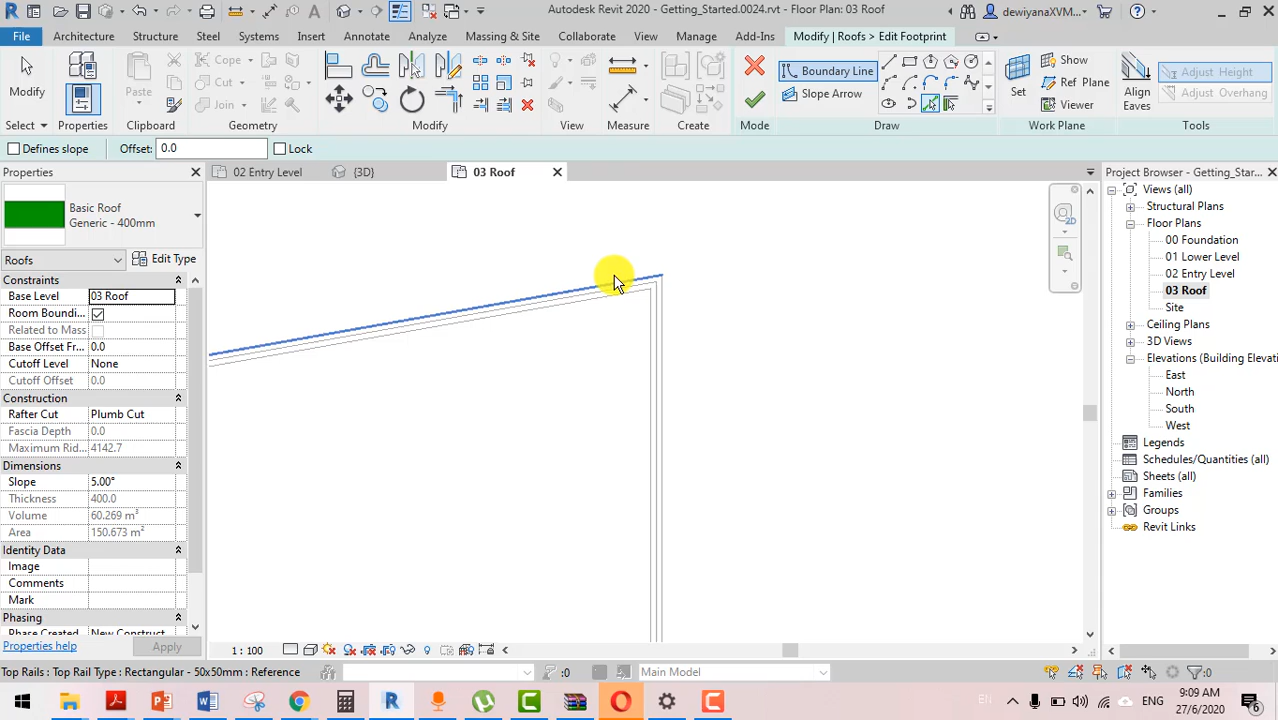 Autodesk Revit 2020 - Getting_Started.0024.rvt - Floor Plan: 03 Roof
dewiyanaXVM...
File
Architecture
Structure
Steel
Systems
Insert
Annotate
Analyze
Massing & Site
Collaborate
View
Manage
Add-Ins
Modify | Roofs > Edit Footprint
Modify
Select
Properties
Paste
Clipboard
Cope
Cut
Join
Geometry
Modify
View
Measure
Create
Mode
Boundary Line
Slope Arrow
Draw
Set
Show
Ref Plane
Viewer
Work Plane
Align
Eaves
Adjust Height
Adjust Overhang
Tools
Defines slope
Offset: 0.0
Lock
Properties
02 Entry Level
{3D}
03 Roof
Project Browser - Getting_Star...
Basic Roof
Generic - 400mm
Roofs
Edit Type
Constraints
Base Level 03 Roof
Room Boundi...
Related to Mass
Base Offset Fr... 0.0
Cutoff Level None
Cutoff Offset 0.0
Construction
Rafter Cut Plumb Cut
Fascia Depth 0.0
Maximum Rid... 4142.7
Dimensions
Slope 5.00°
Thickness 400.0
Volume 60.269 m³
Area 150.673 m²
Identity Data
Image
Comments
Mark
Phasing
Phase Created New Construct
Properties help
Apply
2D
Views (all)
Structural Plans
Floor Plans
00 Foundation
01 Lower Level
02 Entry Level
03 Roof
Site
Ceiling Plans
3D Views
Elevations (Building Elevati
East
North
South
West
Legends
Schedules/Quantities (all)
Sheets (all)
Families
Groups
Revit Links
1 : 100
Top Rails : Top Rail Type : Rectangular - 50x50mm : Reference
:0
Main Model
:0
EN
ENG
9:09 AM
27/6/2020
6